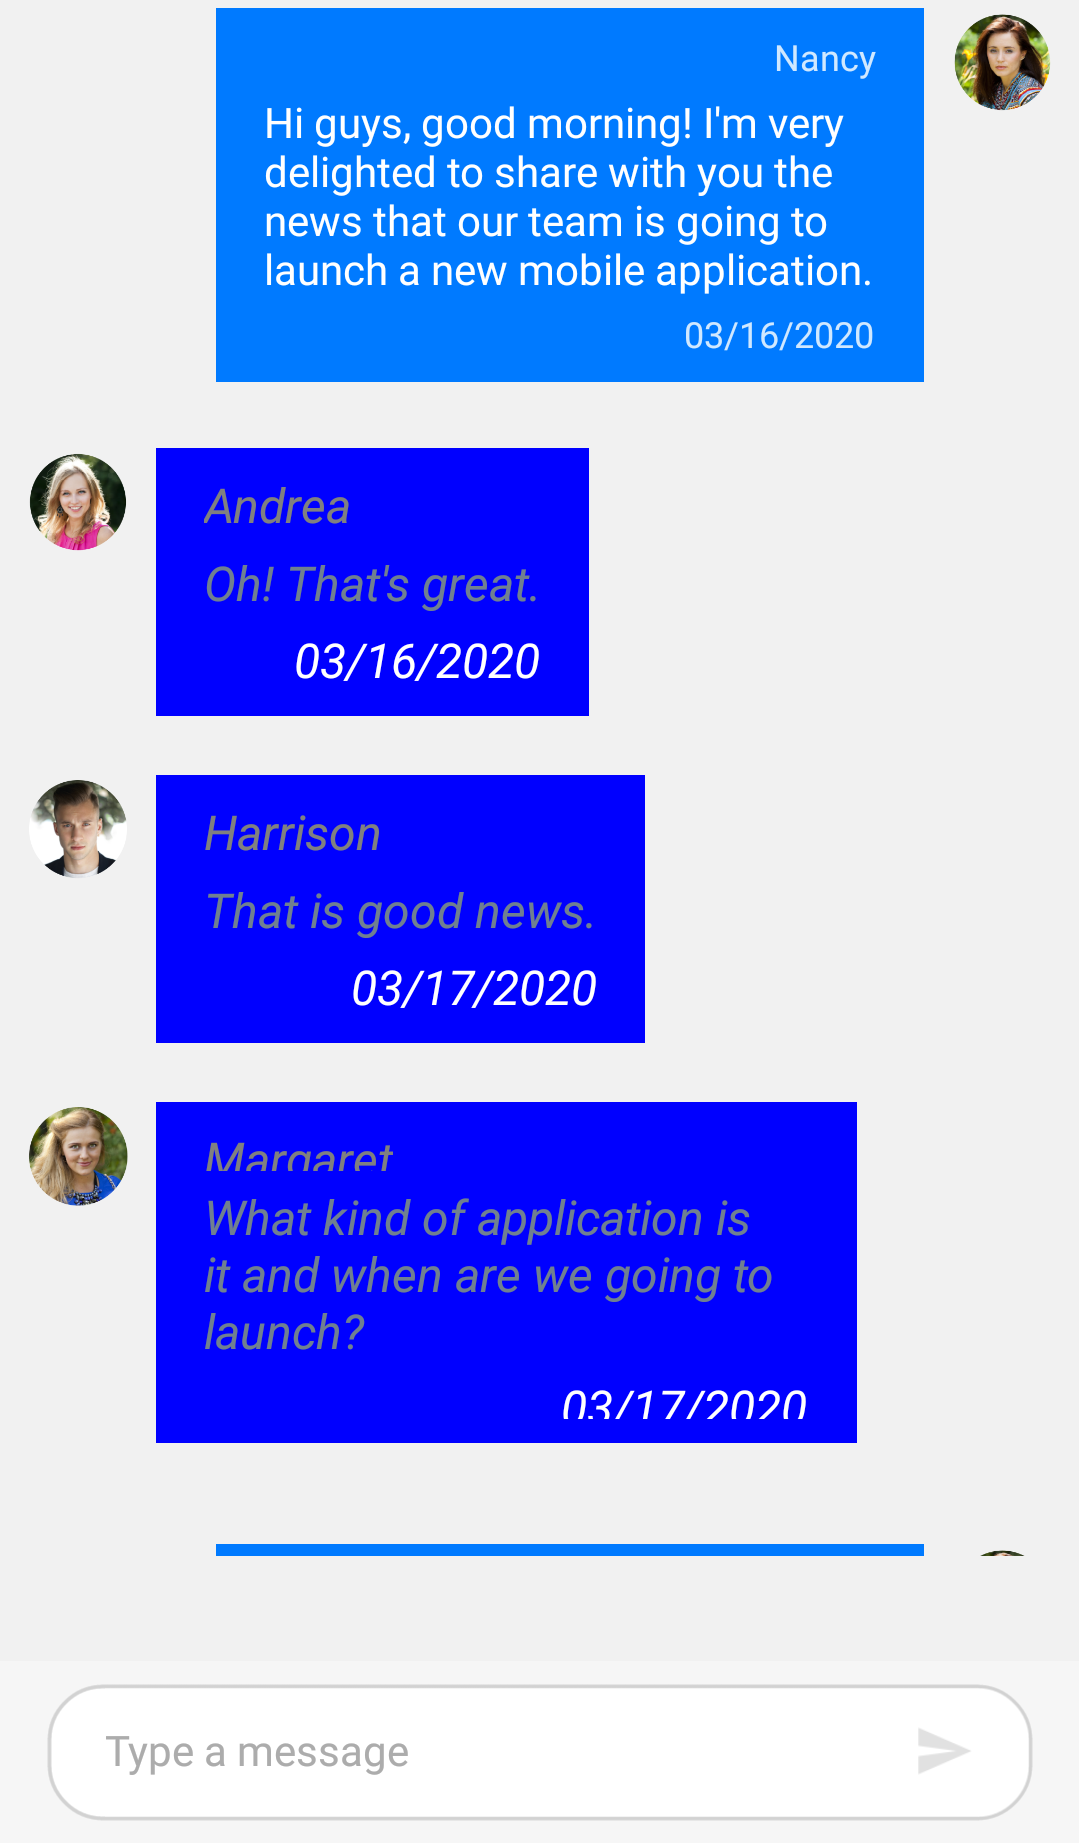 Nancy
Hi guys, good morning! I'm very
delighted to share with you the
news that our team is going to
launch a new mobile application.
03/16/2020
Andrea
Oh! That's great.
03/16/2020
Harrison
That is good news.
03/17/2020
Margaret
What kind of application is
it and when are we going to
launch?
03/17/2020
Type a message